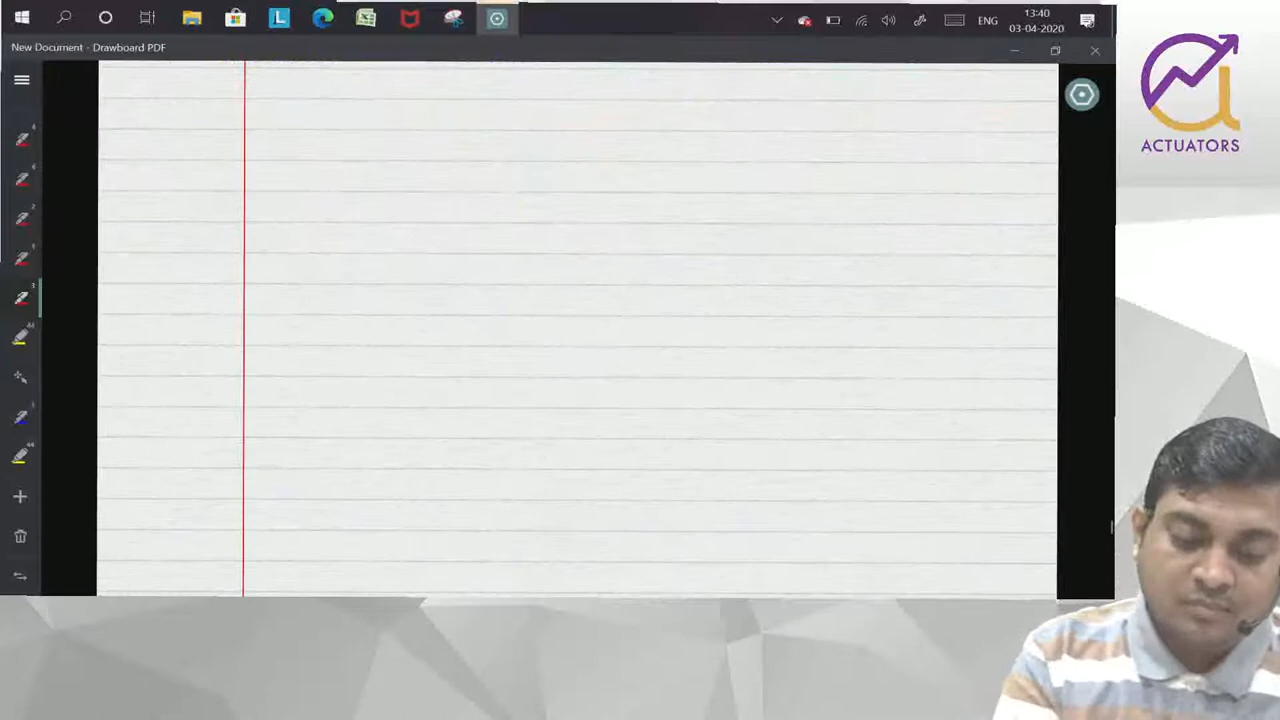 13:40
ENG
03-04-2020
New Document - Drawboard PDF
ACTUATORS